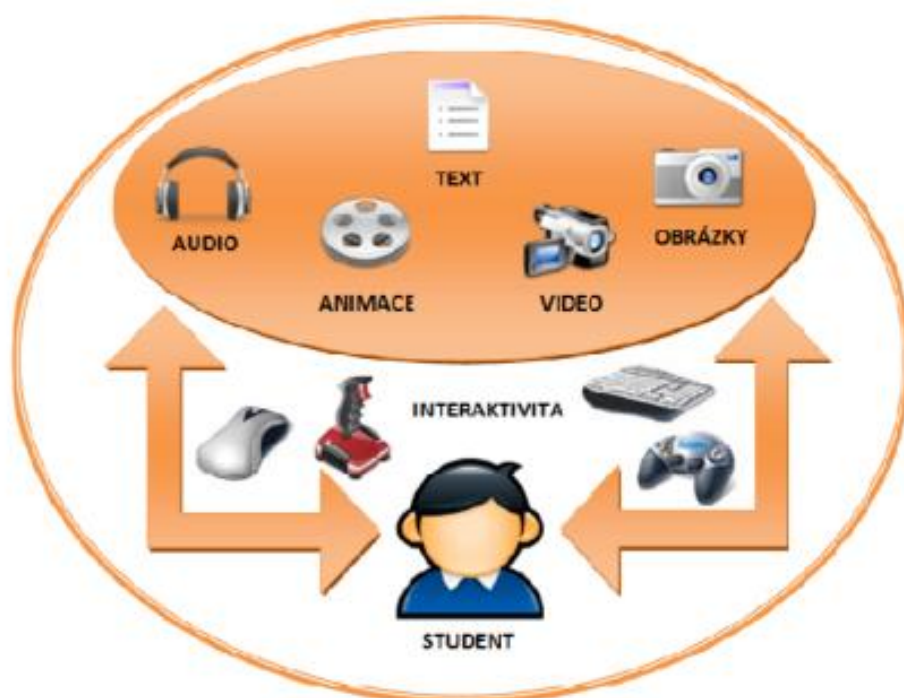 TEXT
AUDIO
OBRÁZKY
ANIMACE
VIDEO
INTERAKTIVITA
STUDENT